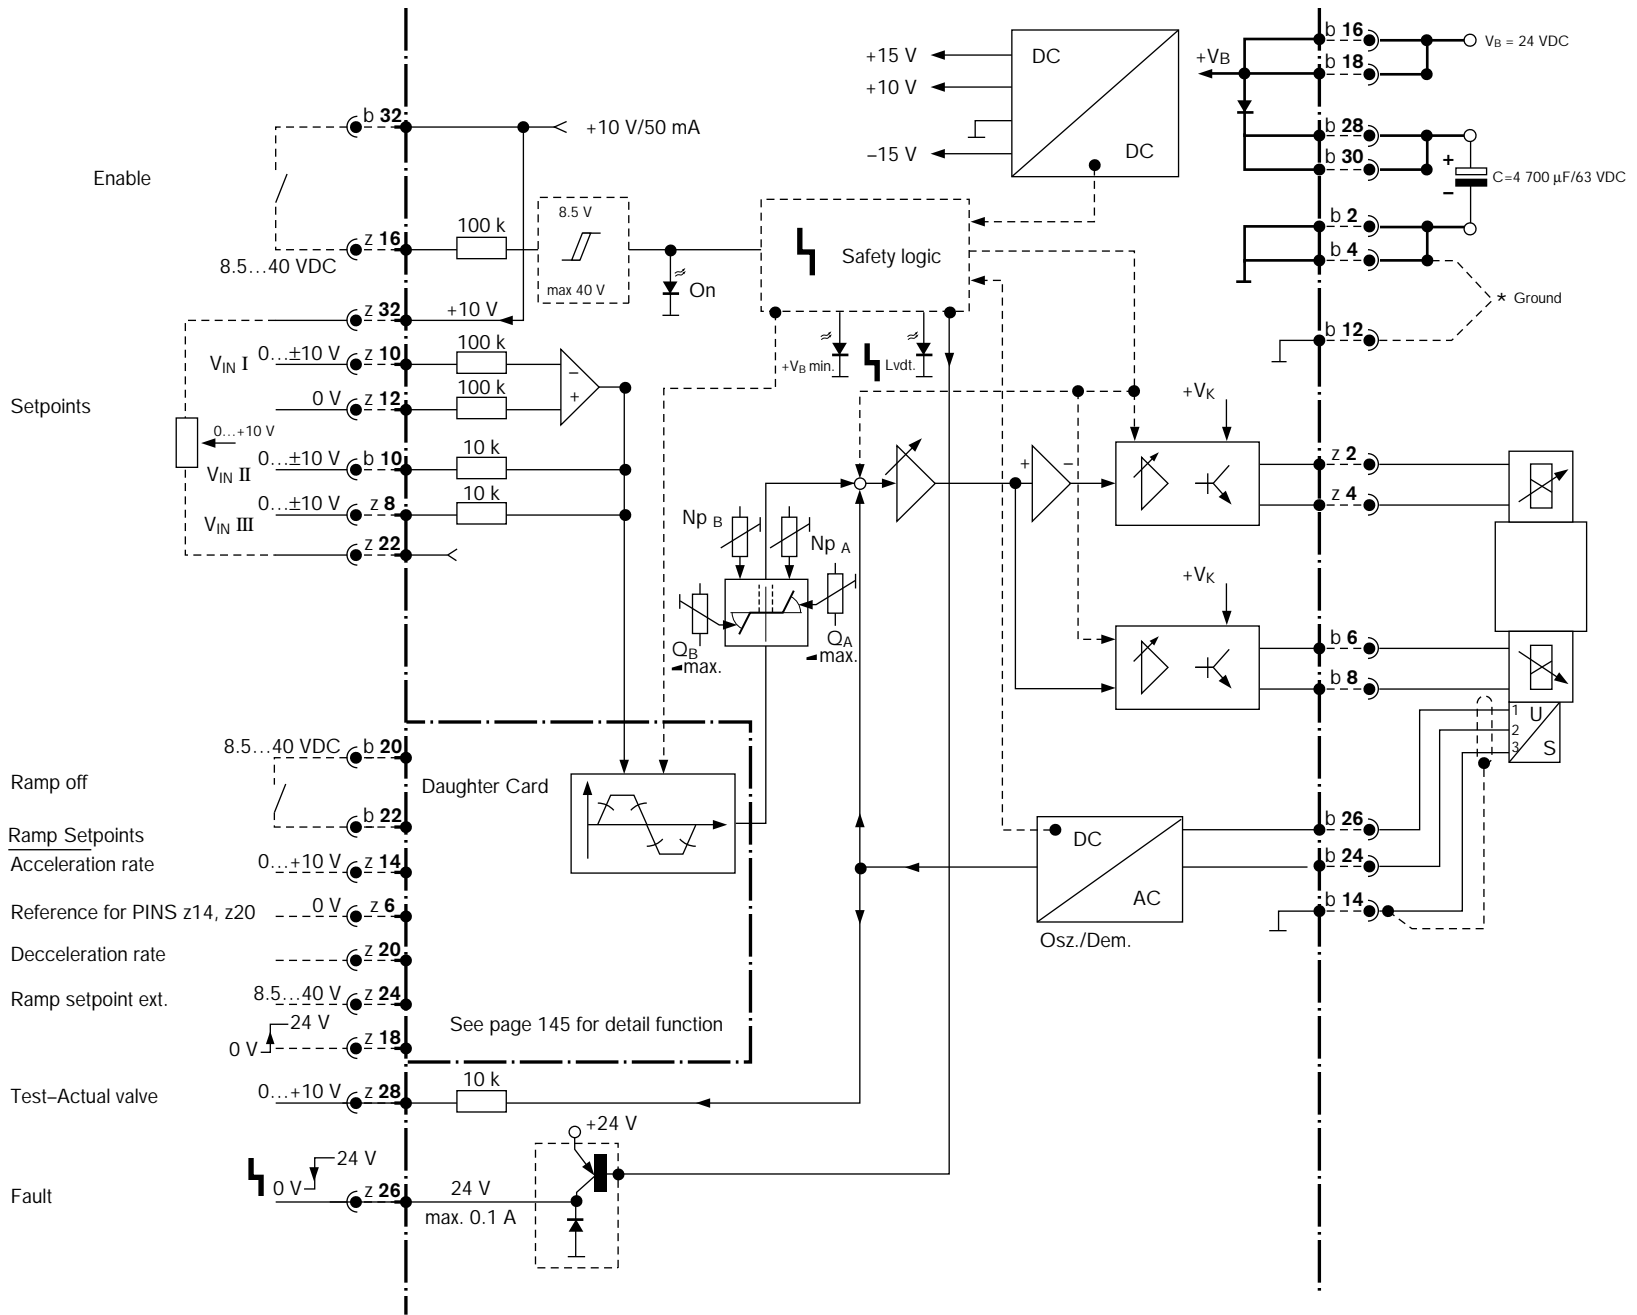 b 16
V_B = 24 VDC
+15 V
DC
+V_B
b 18
+10 V
b 32
+10 V/50 mA
b 28
−15 V
DC
b 30
+
−
C=4 700 µF/63 VDC
Enable
8.5 V
100 k
z 16
8.5...40 VDC
max 40 V
On
Safety logic
b 2
b 4
* Ground
z 32
+10 V
b 12
V_IN I
0...±10 V
z 10
100 k
−
+V_B min.
Lvdt.
Setpoints
0 V
z 12
100 k
+
+V_K
0...+10 V
V_IN II
0...±10 V
b 10
10 k
+
−
z 2
V_IN III
0...±10 V
z 8
10 k
z 4
Np B
Np A
z 22
+V_K
Q_B
max.
Q_A
max.
b 6
b 8
1
2
3
U
S
8.5...40 VDC
b 20
Ramp off
Daughter Card
b 22
Ramp Setpoints
DC
b 26
Acceleration rate
0...+10 V
z 14
b 24
AC
Reference for PINS z14, z20
0 V
z 6
b 14
Osz./Dem.
Decceleration rate
z 20
Ramp setpoint ext.
8.5...40 V
z 24
24 V
0 V
z 18
See page 145 for detail function
Test–Actual valve
0...+10 V
z 28
10 k
+24 V
24 V
Fault
0 V
z 26
24 V
max. 0.1 A